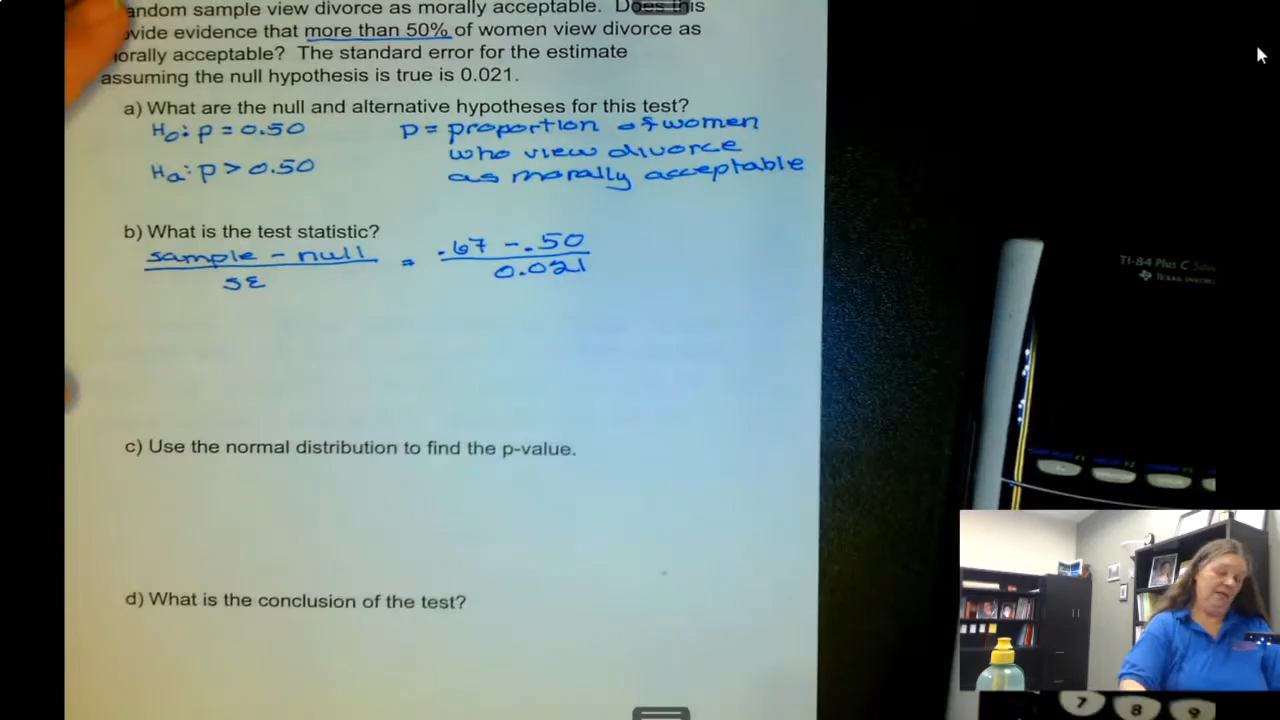 andom sample view divorce as morally acceptable. Does this
vide evidence that more than 50% of women view divorce as
orally acceptable? The standard error for the estimate
assuming the null hypothesis is true is 0.021.
a) What are the null and alternative hypotheses for this test?
H₀: p = 0.50 p = proportion of women
who view divorce
Hₐ: p > 0.50 as morally acceptable
b) What is the test statistic?
sample - null = .67 - .50
SE 0.021
c) Use the normal distribution to find the p-value.
d) What is the conclusion of the test?
TI-84 Plus C
7 8 9